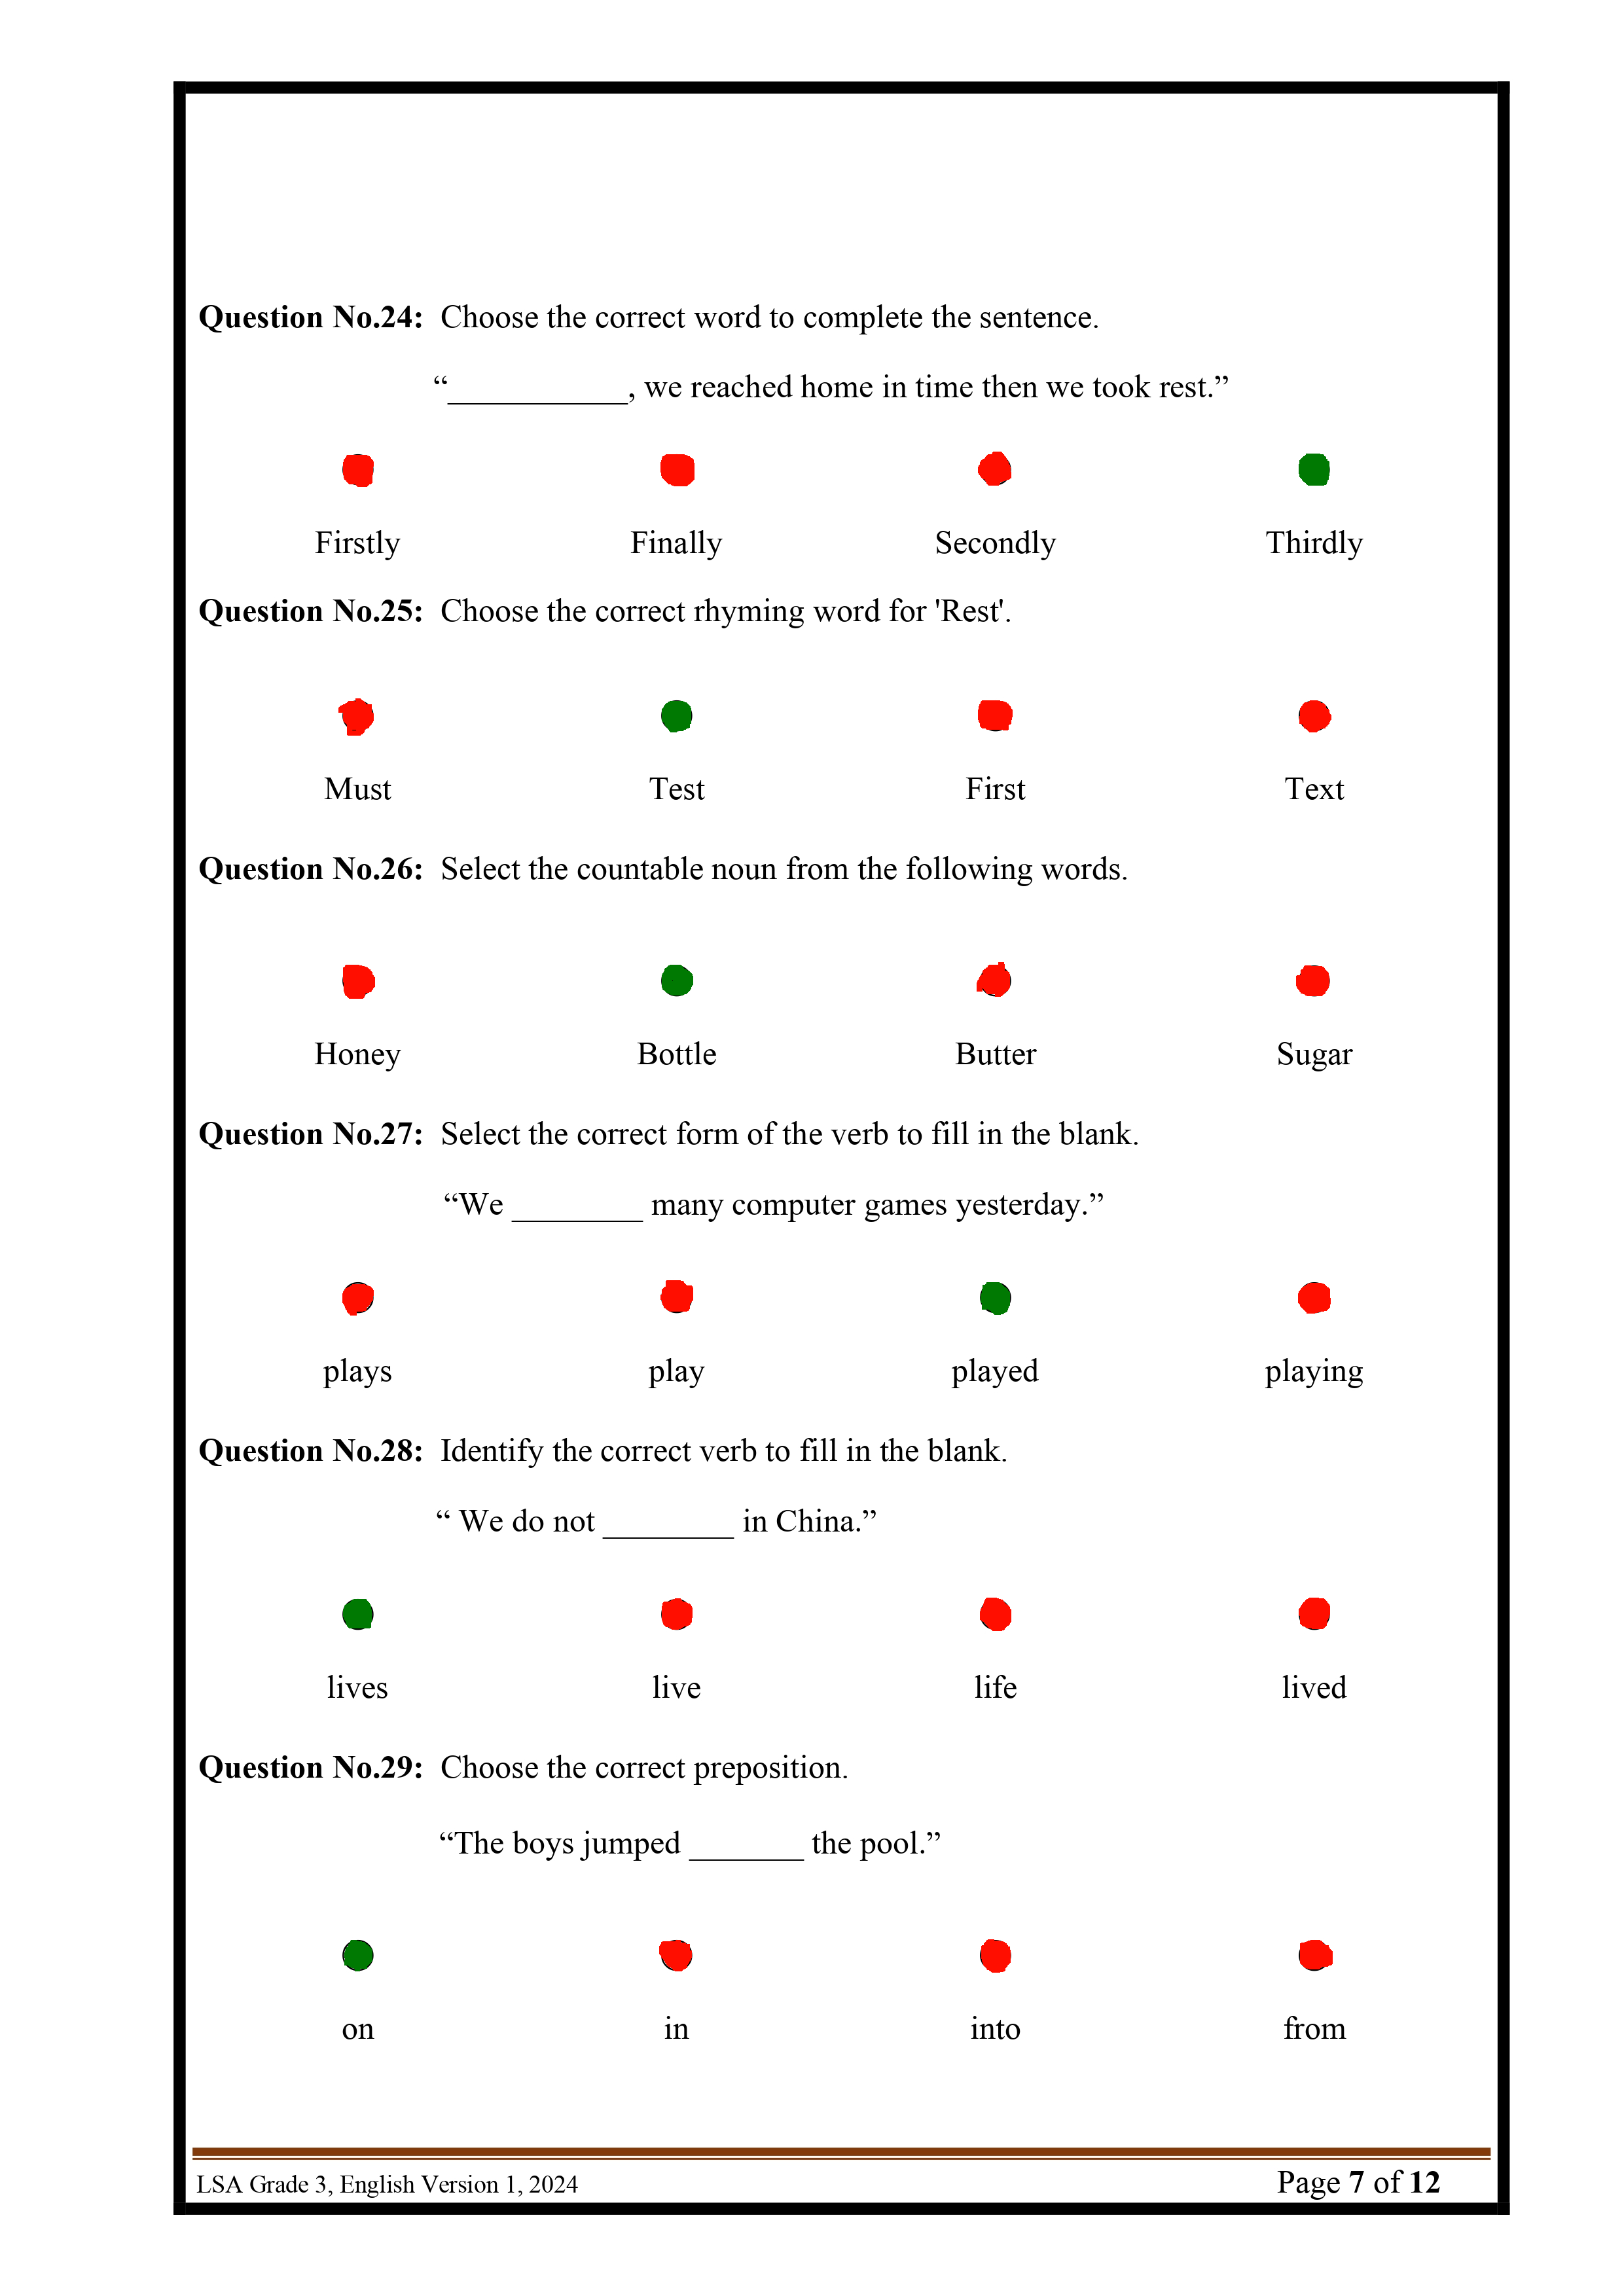 Question No.24: Choose the correct word to complete the sentence.
“___________, we reached home in time then we took rest.”
Firstly Finally Secondly Thirdly
Question No.25: Choose the correct rhyming word for 'Rest'.
Must Test First Text
Question No.26: Select the countable noun from the following words.
Honey Bottle Butter Sugar
Question No.27: Select the correct form of the verb to fill in the blank.
“We ________ many computer games yesterday.”
plays play played playing
Question No.28: Identify the correct verb to fill in the blank.
“ We do not ________ in China.”
lives live life lived
Question No.29: Choose the correct preposition.
“The boys jumped _______ the pool.”
on in into from
LSA Grade 3, English Version 1, 2024 Page 7 of 12